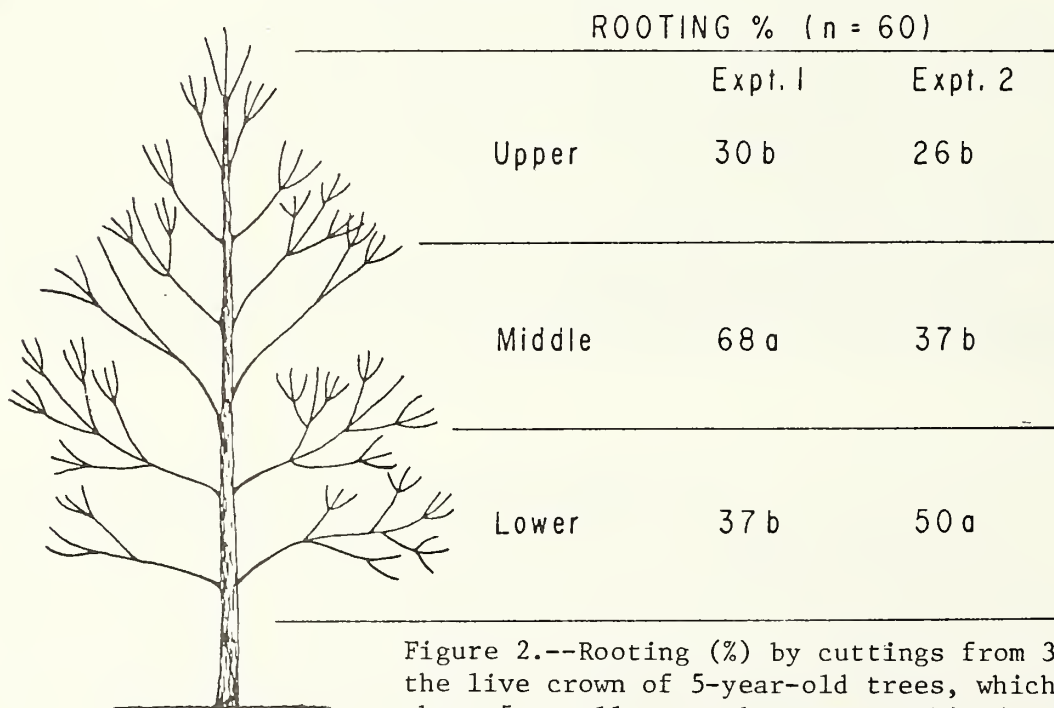 ROOTING % (n = 60)
Expt. 1 Expt. 2
Upper 30 b 26 b
Middle 68 a 37 b
Lower 37 b 50 a
Figure 2.--Rooting (%) by cuttings from 3
the live crown of 5-year-old trees, which